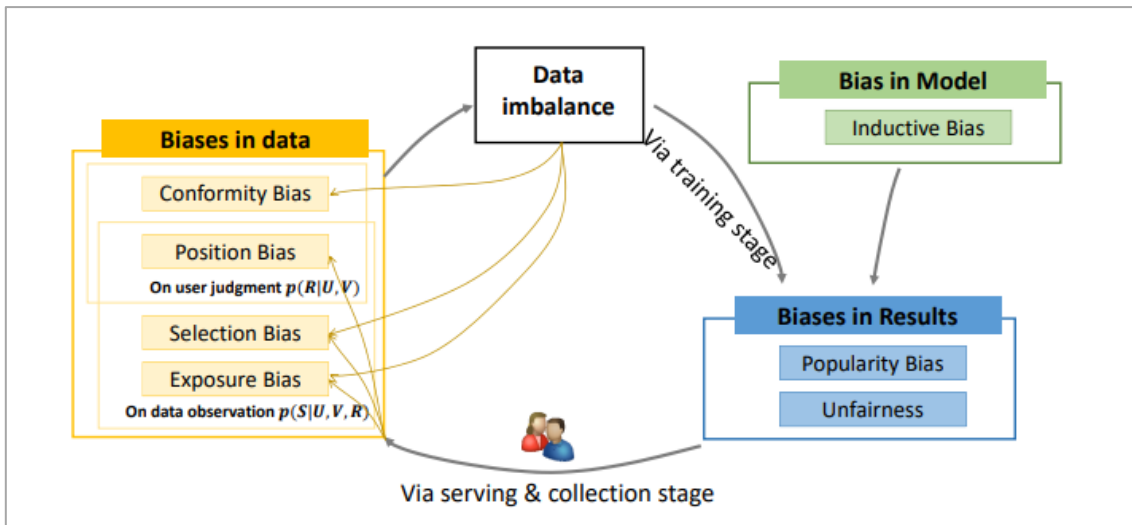 Data
imbalance
Bias in Model
Inductive Bias
Biases in data
Conformity Bias
Position Bias
On user judgment p(R|U,V)
Selection Bias
Exposure Bias
On data observation p(S|U,V,R)
Via training stage
Biases in Results
Popularity Bias
Unfairness
Via serving & collection stage